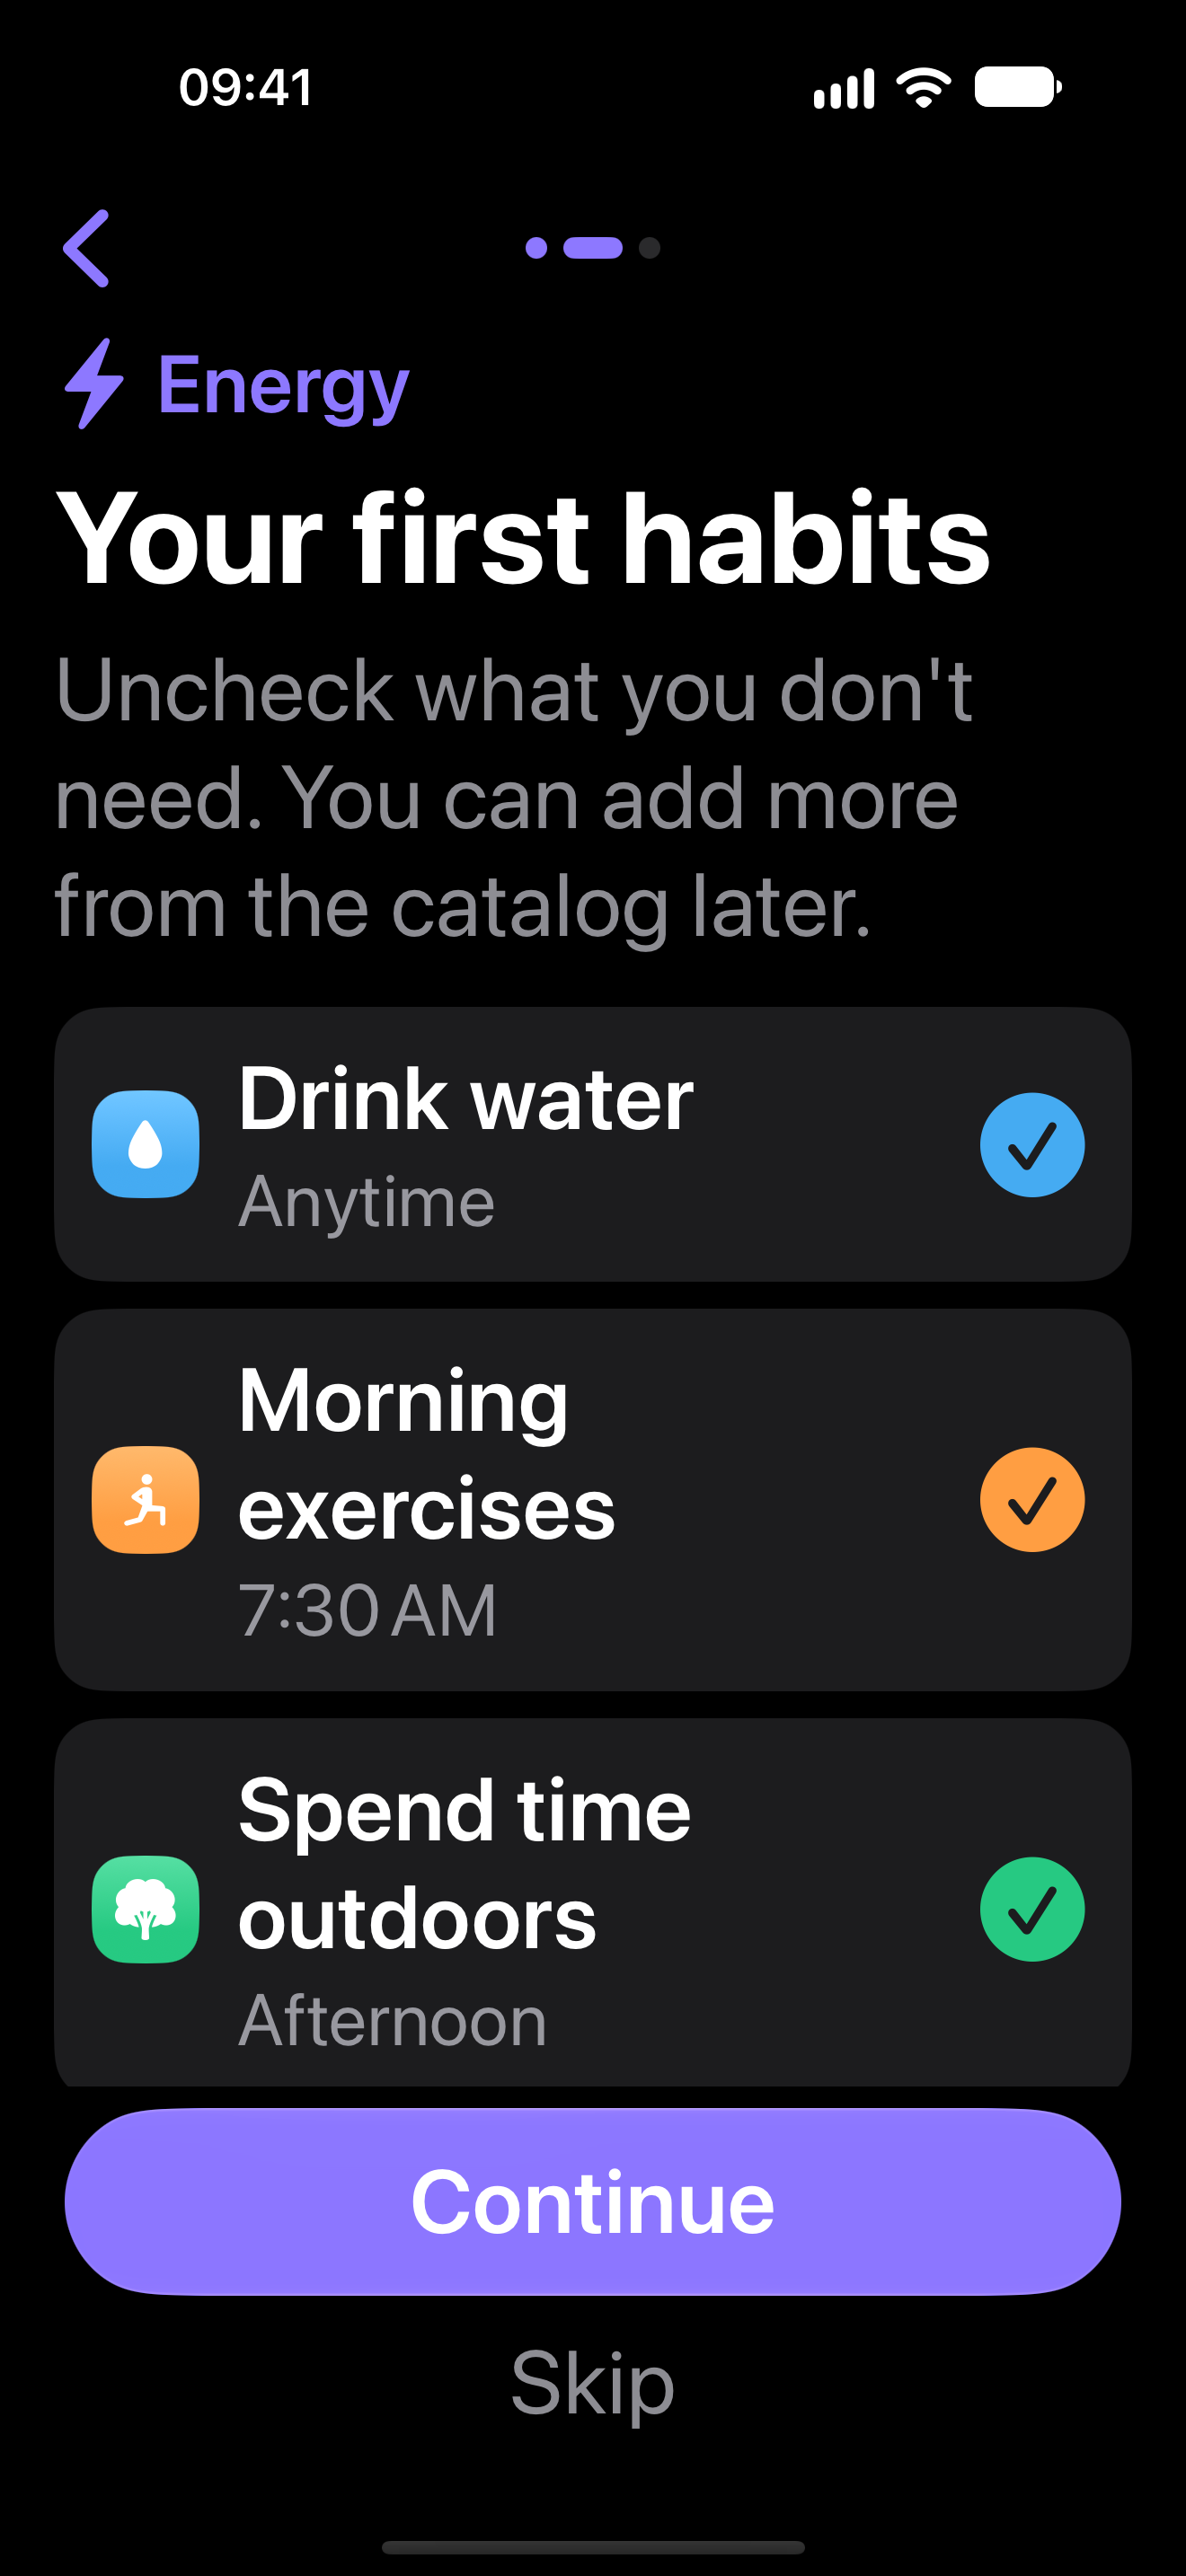 09:41
Energy
Your first habits
Uncheck what you don't
need. You can add more
from the catalog later.
Drink water
Anytime
Morning
exercises
7:30 AM
Spend time
outdoors
Afternoon
Continue
Skip